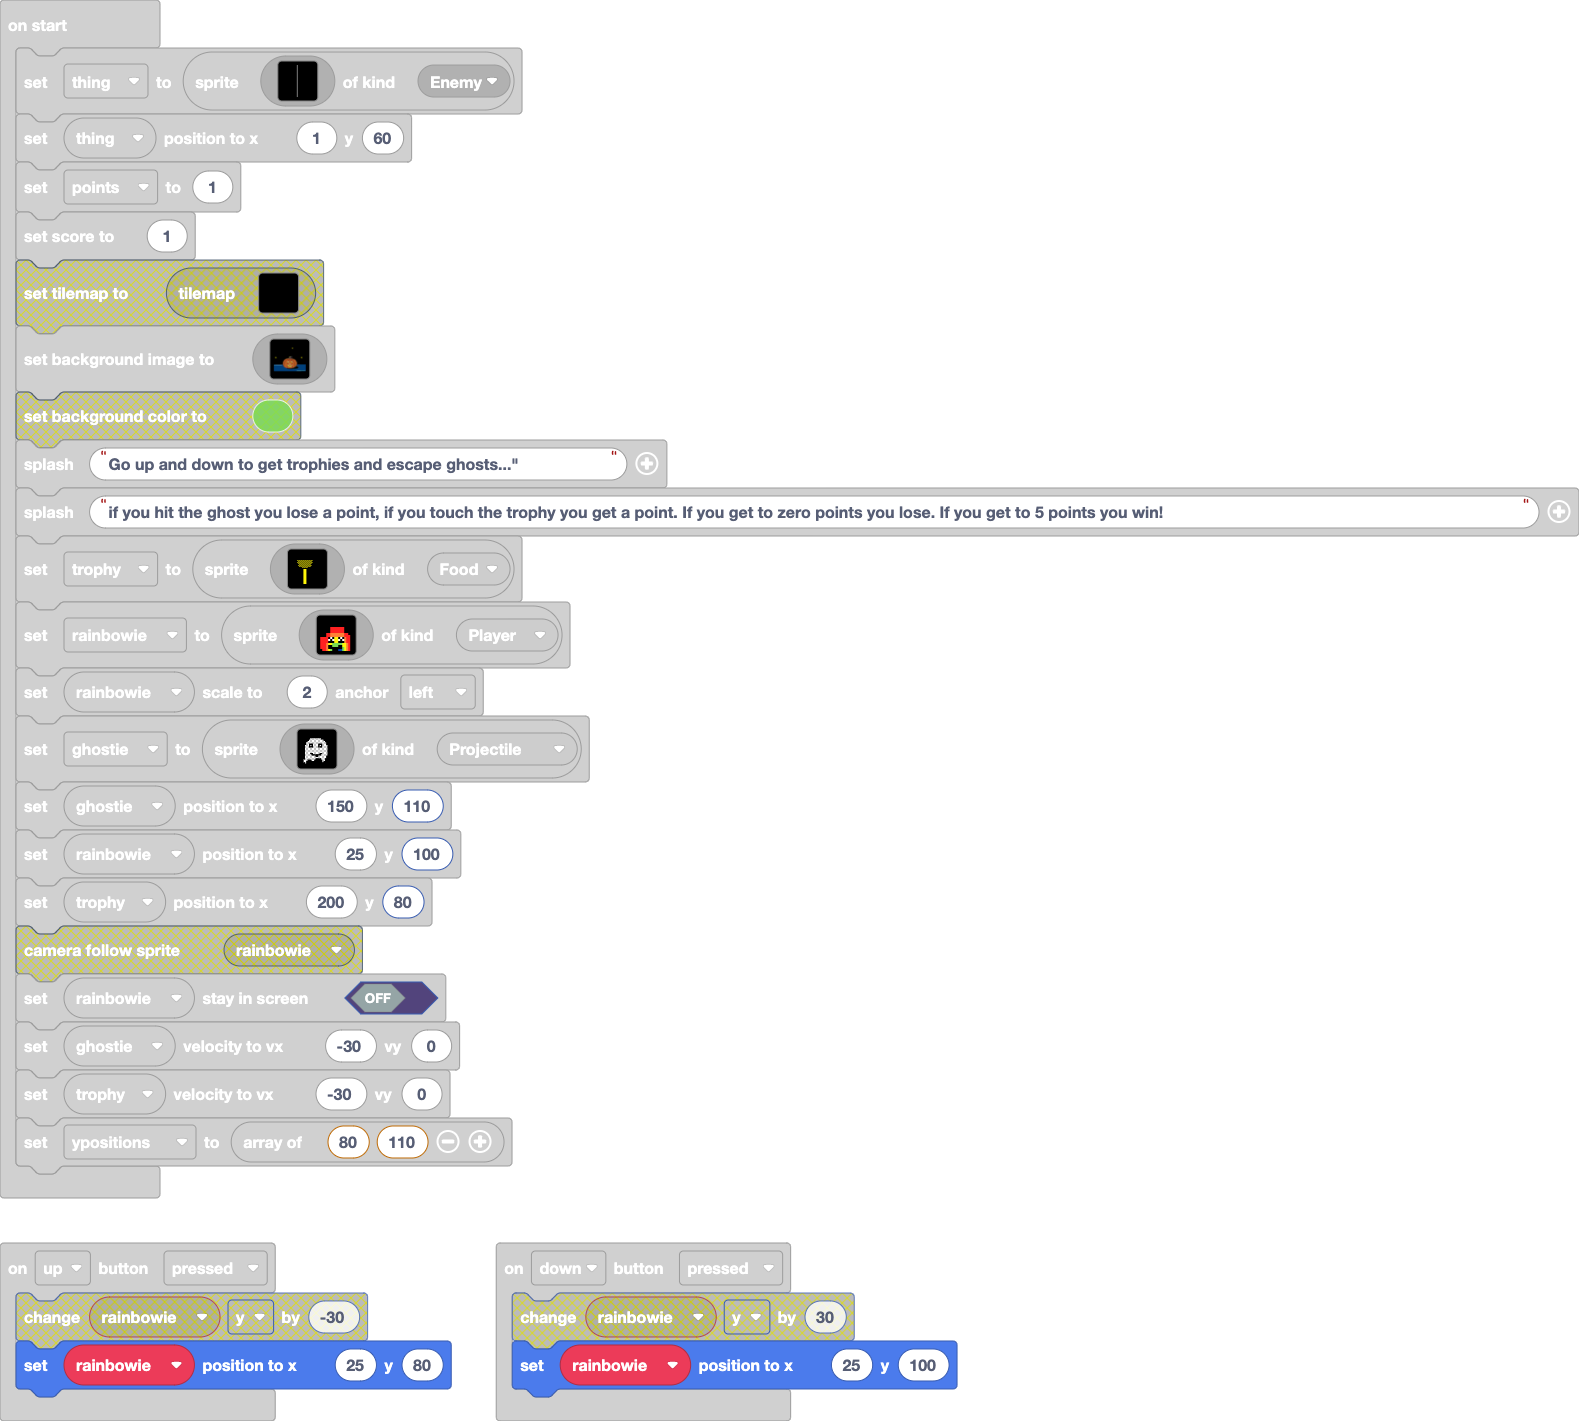 on start
set thing to sprite of kind Enemy
set thing position to x 1 y 60
set points to 1
set score to 1
set tilemap to tilemap
set background image to
set background color to
splash "Go up and down to get trophies and escape ghosts...""
splash "if you hit the ghost you lose a point, if you touch the trophy you get a point. If you get to zero points you lose. If you get to 5 points you win!"
set trophy to sprite of kind Food
set rainbowie to sprite of kind Player
set rainbowie scale to 2 anchor left
set ghostie to sprite of kind Projectile
set ghostie position to x 150 y 110
set rainbowie position to x 25 y 100
set trophy position to x 200 y 80
camera follow sprite rainbowie
set rainbowie stay in screen OFF
set ghostie velocity to vx -30 vy 0
set trophy velocity to vx -30 vy 0
set ypositions to array of 80 110
on up button pressed
change rainbowie y by -30
set rainbowie position to x 25 y 80
on down button pressed
change rainbowie y by 30
set rainbowie position to x 25 y 100